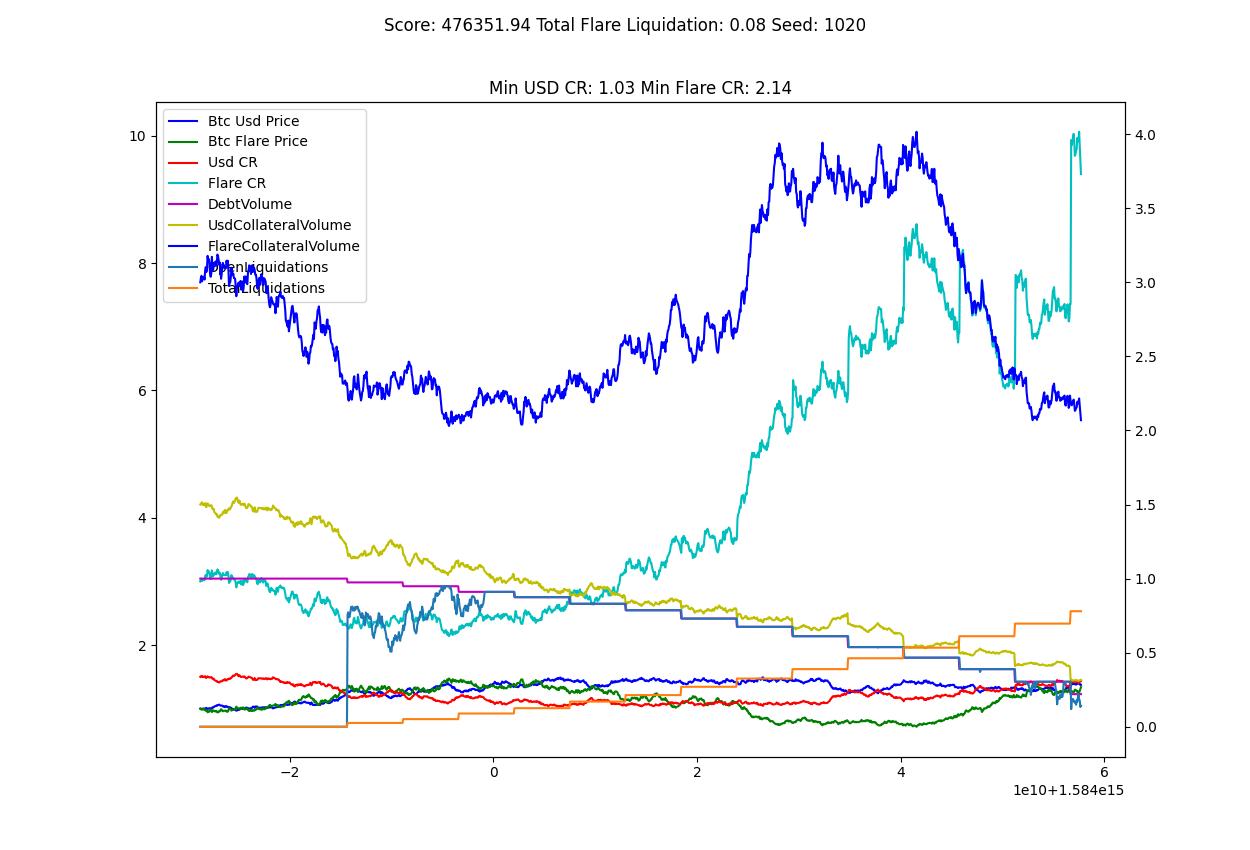 Score: 476351.94 Total Flare Liquidation: 0.08 Seed: 1020
Min USD CR: 1.03 Min Flare CR: 2.14
Btc Usd Price
Btc Flare Price
Usd CR
Flare CR
DebtVolume
UsdCollateralVolume
FlareCollateralVolume
OpenLiquidations
TotalLiquidations
10
8
6
4
2
4.0
3.5
3.0
2.5
2.0
1.5
1.0
0.5
0.0
−2
0
2
4
6
1e10+1.584e15